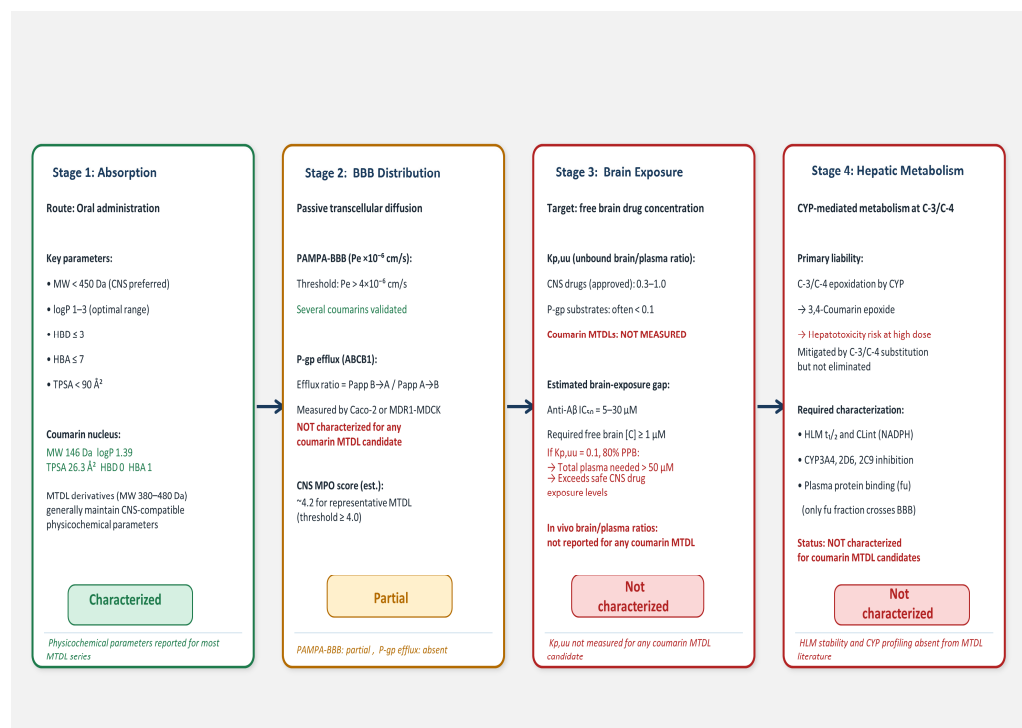 Stage 1: Absorption
Route: Oral administration
Key parameters:
• MW < 450 Da (CNS preferred)
• logP 1–3 (optimal range)
• HBD ≤ 3
• HBA ≤ 7
• TPSA < 90 Å²
Coumarin nucleus:
MW 146 Da logP 1.39
TPSA 26.3 Å² HBD 0 HBA 1
MTDL derivatives (MW 380–480 Da)
generally maintain CNS-compatible
physicochemical parameters
Characterized
Physicochemical parameters reported for most
MTDL series
Stage 2: BBB Distribution
Passive transcellular diffusion
PAMPA-BBB (Pe ×10⁻⁶ cm/s):
Threshold: Pe > 4×10⁻⁶ cm/s
Several coumarins validated
P-gp efflux (ABCB1):
Efflux ratio = Papp B→A / Papp A→B
Measured by Caco-2 or MDR1-MDCK
NOT characterized for any
coumarin MTDL candidate
CNS MPO score (est.):
~4.2 for representative MTDL
(threshold ≥ 4.0)
Partial
PAMPA-BBB: partial , P-gp efflux: absent
Stage 3: Brain Exposure
Target: free brain drug concentration
Kp,uu (unbound brain/plasma ratio):
CNS drugs (approved): 0.3–1.0
P-gp substrates: often < 0.1
Coumarin MTDLs: NOT MEASURED
Estimated brain-exposure gap:
Anti-Aβ IC₅₀ = 5–30 μM
Required free brain [C] ≥ 1 μM
If Kp,uu = 0.1, 80% PPB:
→ Total plasma needed > 50 μM
→ Exceeds safe CNS drug
exposure levels
In vivo brain/plasma ratios:
not reported for any coumarin MTDL
Not
characterized
Kp,uu not measured for any coumarin MTDL
candidate
Stage 4: Hepatic Metabolism
CYP-mediated metabolism at C-3/C-4
Primary liability:
C-3/C-4 epoxidation by CYP
→ 3,4-Coumarin epoxide
→ Hepatotoxicity risk at high dose
Mitigated by C-3/C-4 substitution
but not eliminated
Required characterization:
• HLM t₁/₂ and CLint (NADPH)
• CYP3A4, 2D6, 2C9 inhibition
• Plasma protein binding (fu)
(only fu fraction crosses BBB)
Status: NOT characterized
for coumarin MTDL candidates
Not
characterized
HLM stability and CYP profiling absent from MTDL
literature